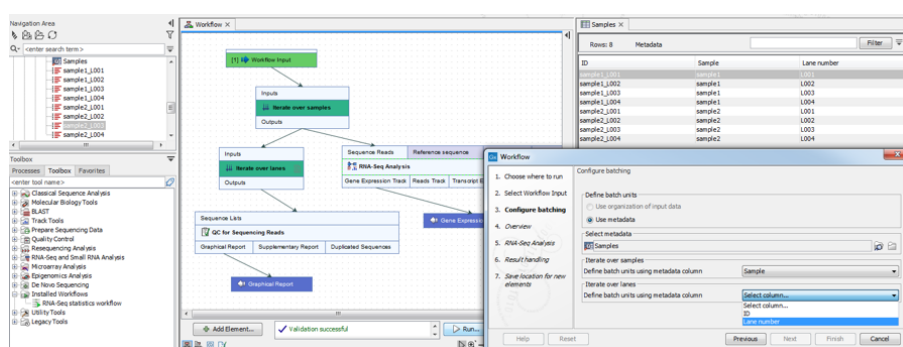 Navigation Area
<enter search term>
Samples
sample1_L001
sample1_L002
sample1_L003
sample1_L004
sample2_L001
sample2_L002
sample2_L003
sample2_L004
Toolbox
Processes Toolbox Favorites
<enter tool name>
Classical Sequence Analysis
Molecular Biology Tools
BLAST
Track Tools
Prepare Sequencing Data
Quality Control
Resequencing Analysis
RNA-Seq and Small RNA Analysis
Microarray Analysis
Epigenomics Analysis
De Novo Sequencing
Installed Workflows
RNA-Seq statistics workflow
Utility Tools
Legacy Tools
Workflow
[1] Workflow Input
Inputs
Iterate over samples
Outputs
Inputs
Iterate over lanes
Outputs
Sequence Reads Reference sequence
RNA-Seq Analysis
Gene Expression Track Reads Track Transcript E
Sequence Lists
QC for Sequencing Reads
Graphical Report Supplementary Report Duplicated Sequences
Gene Expressio
Graphical Report
Add Element...
Validation successful
Run...
Samples
Rows: 8 Metadata
Filter
ID Sample Lane number
sample1_L001 sample1 L001
sample1_L002 sample1 L002
sample1_L003 sample1 L003
sample1_L004 sample1 L004
sample2_L001 sample2 L001
sample2_L002 sample2 L002
sample2_L003 sample2 L003
sample2_L004 sample2 L004
Workflow
1. Choose where to run
2. Select Workflow Input
3. Configure batching
4. Overview
5. RNA-Seq Analysis
6. Result handling
7. Save location for new
elements
Configure batching
Define batch units
Use organization of input data
Use metadata
Select metadata
Samples
Iterate over samples
Define batch units using metadata column Sample
Iterate over lanes
Define batch units using metadata column Select column...
Select column...
ID
Lane number
Help Reset Previous Next Finish Cancel